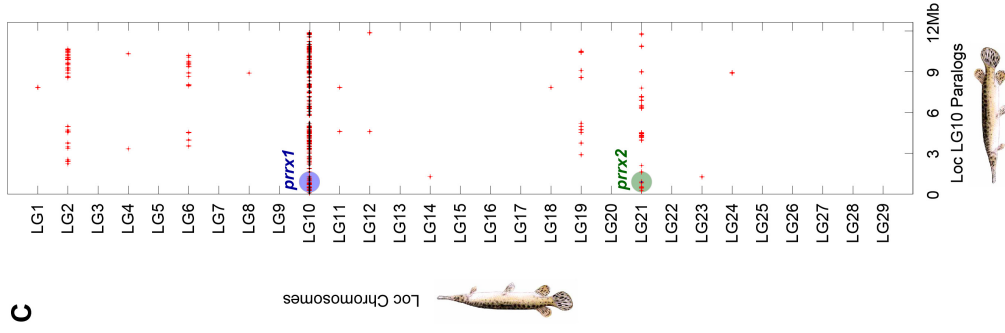 C
Loc Chromosomes
LG1
LG2
LG3
LG4
LG5
LG6
LG7
LG8
LG9
LG10
LG11
LG12
LG13
LG14
LG15
LG16
LG17
LG18
LG19
LG20
LG21
LG22
LG23
LG24
LG25
LG26
LG27
LG28
LG29
prrx1
prrx2
0 3 6 9 12Mb
Loc LG10 Paralogs